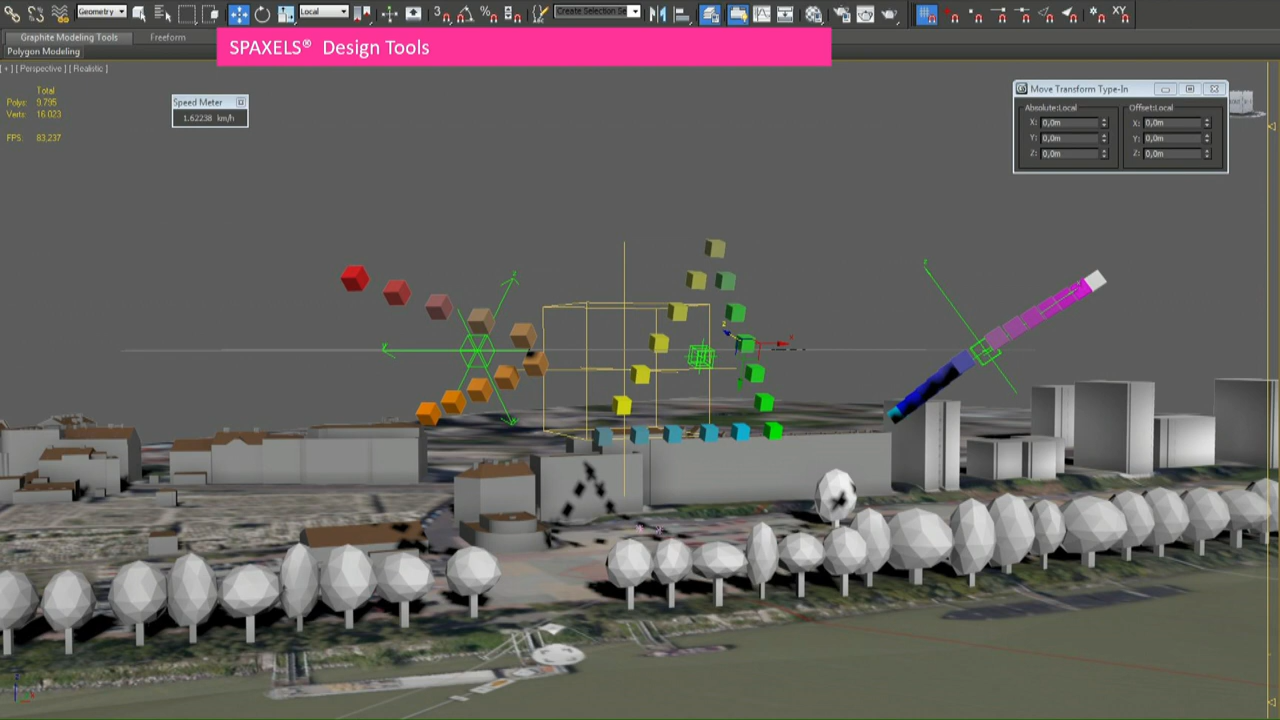 Geometry
Local
Create Selection Se
Graphite Modeling Tools
Freeform
Polygon Modeling
SPAXELS® Design Tools
[ + ] [ Perspective ] [ Realistic ]
Total
Polys: 9.795
Verts: 16.023
FPS: 83,237
Speed Meter
1.62238 km/h
Move Transform Type-In
Absolute:Local
Offset:Local
X: 0,0m
X: 0,0m
Y: 0,0m
Y: 0,0m
Z: 0,0m
Z: 0,0m
XY
z
y
z
x
z